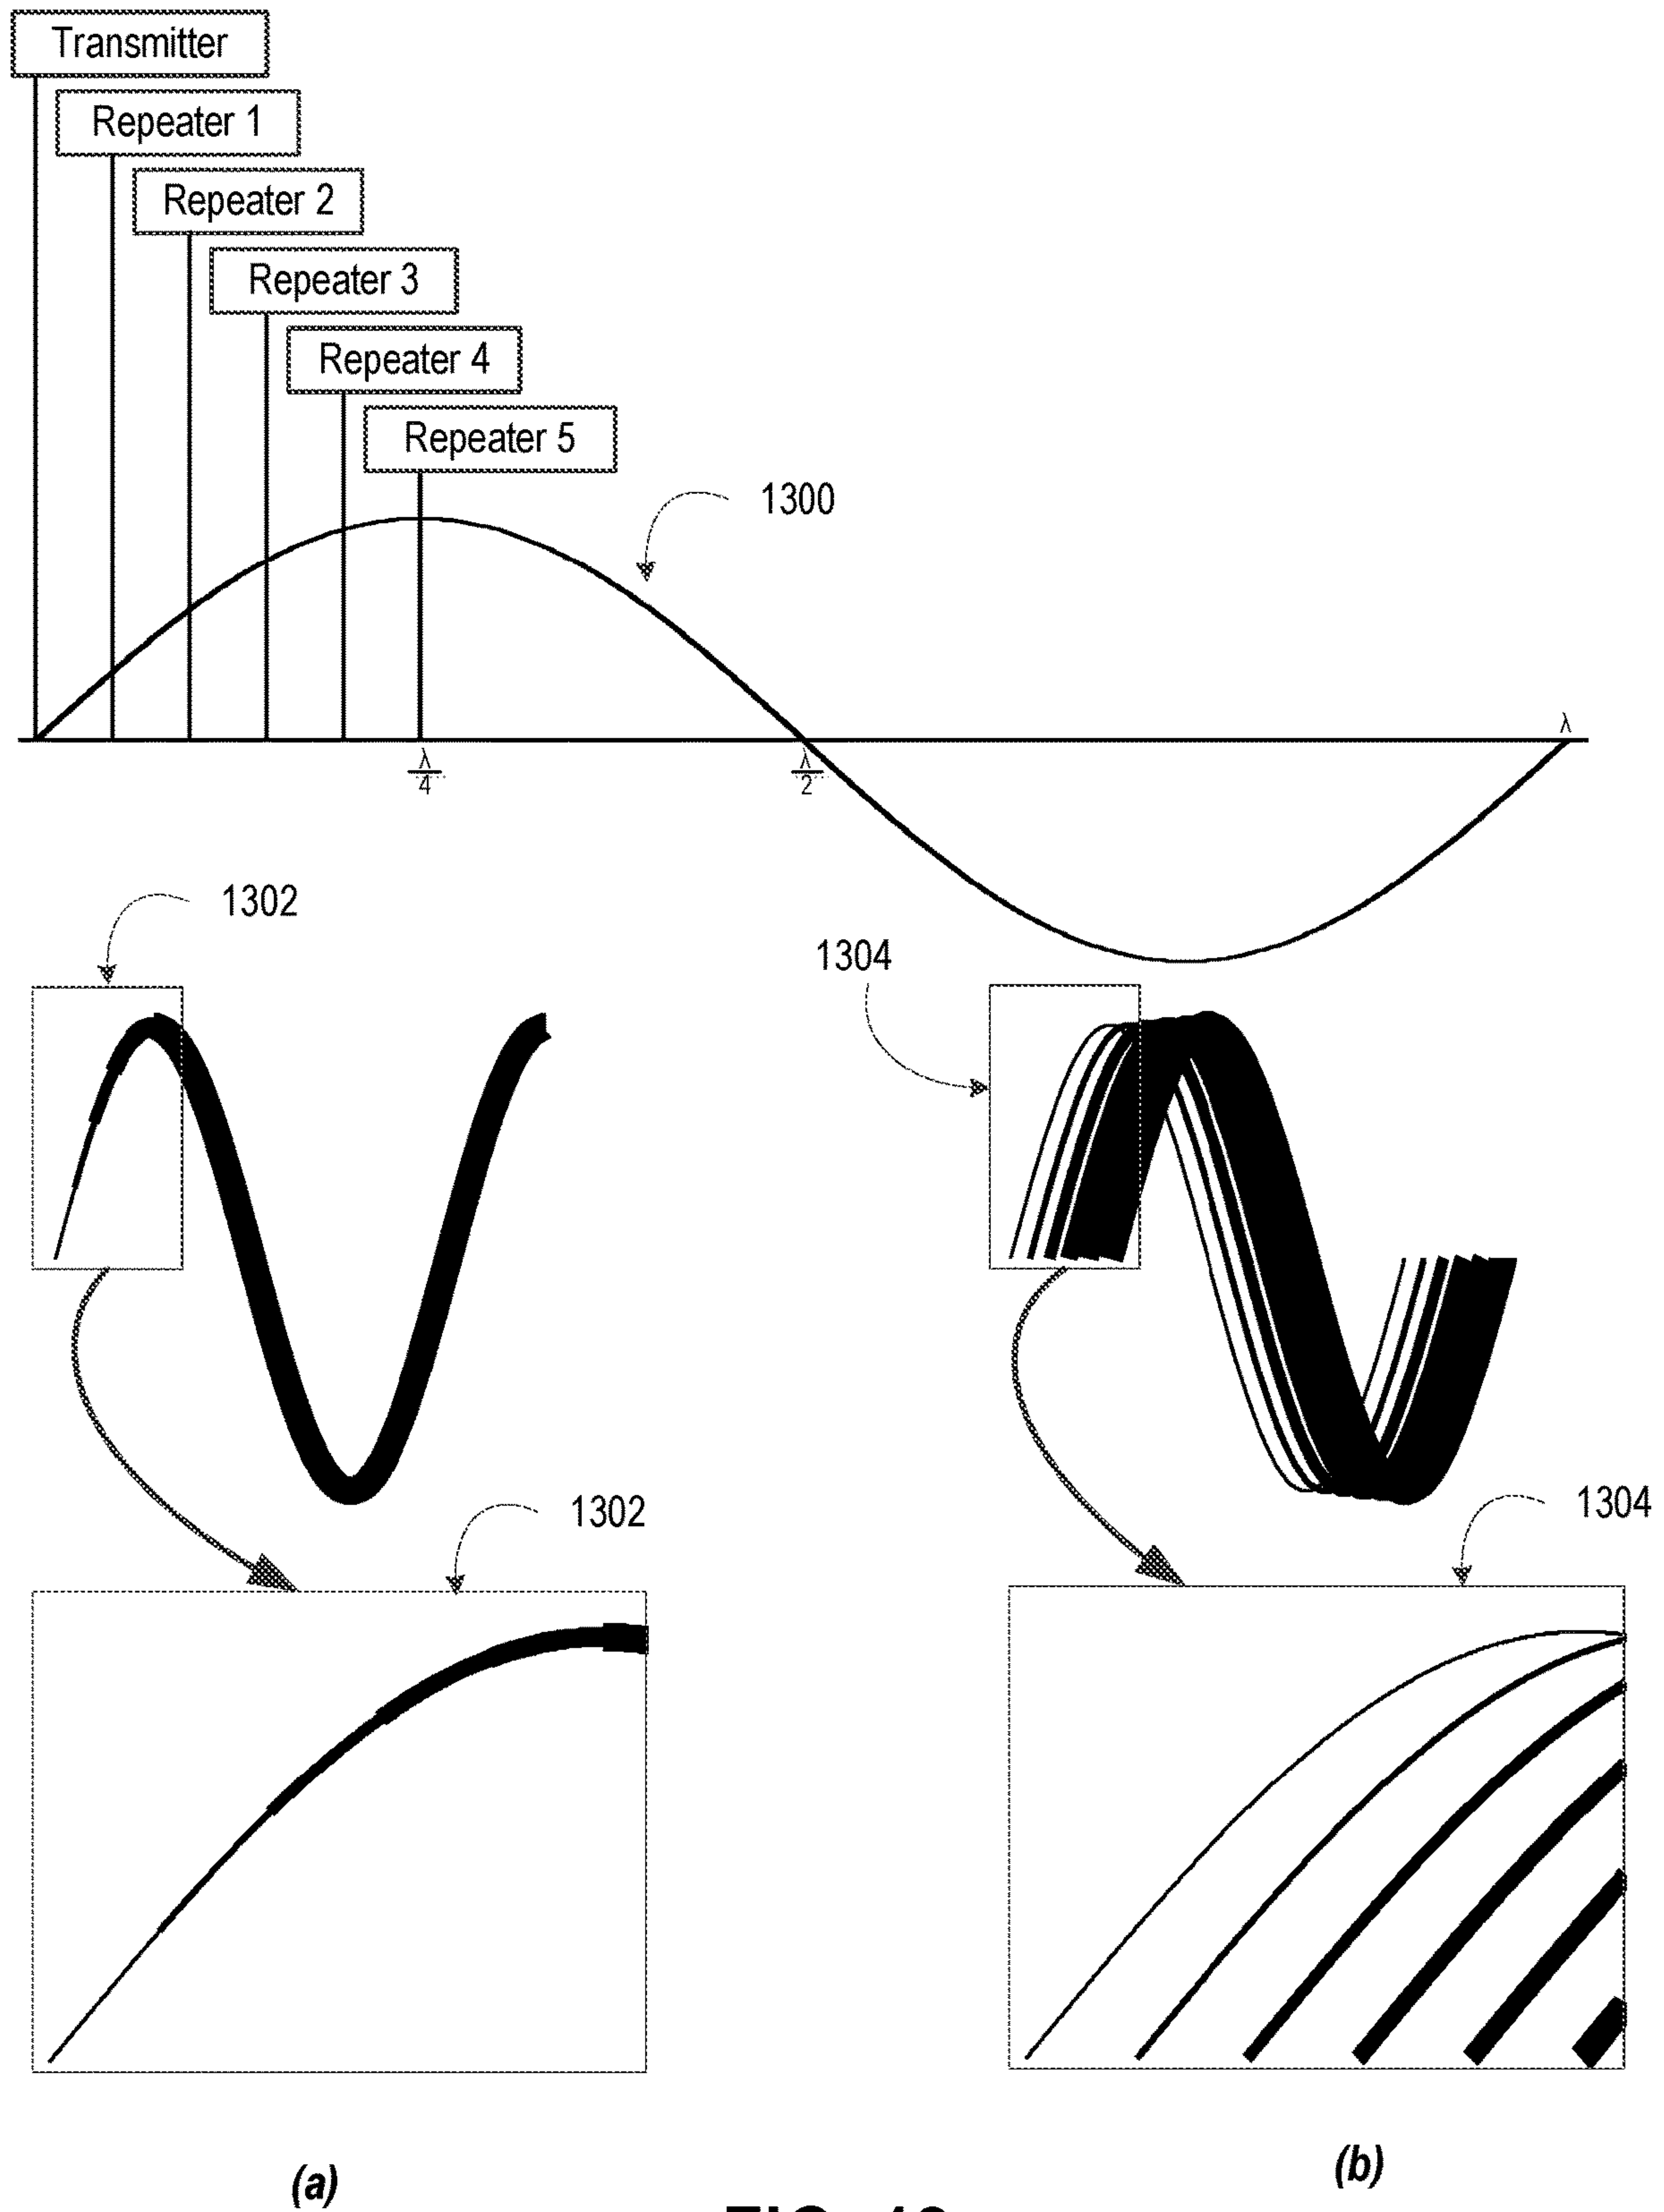 Transmitter
Repeater 1
Repeater 2
Repeater 3
Repeater 4
Repeater 5
1300
λ
λ
4
λ
2
1302
1304
1302
1304
(a)
(b)